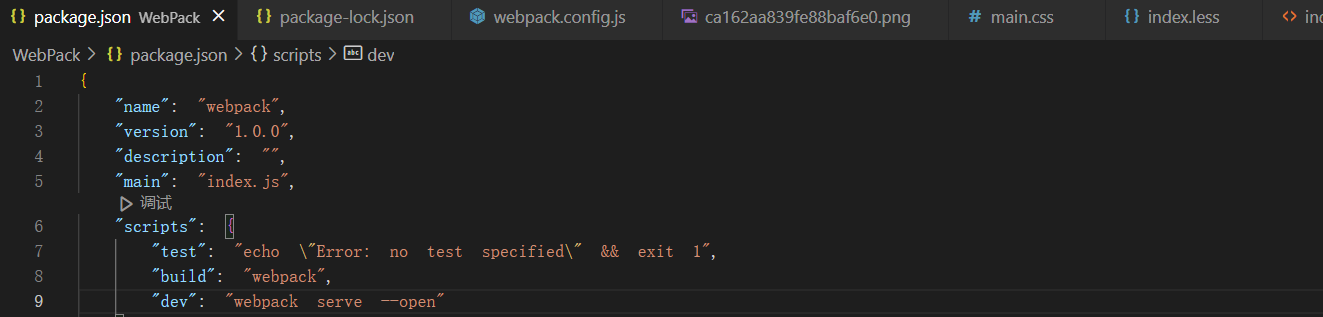 package.json WebPack package-lock.json webpack.config.js ca162aa839fe88baf6e0.png main.css index.less
WebPack > package.json > scripts > dev
1 {
2 "name": "webpack",
3 "version": "1.0.0",
4 "description": "",
5 "main": "index.js",
调试
6 "scripts": {
7 "test": "echo \"Error: no test specified\" && exit 1",
8 "build": "webpack",
9 "dev": "webpack serve --open"